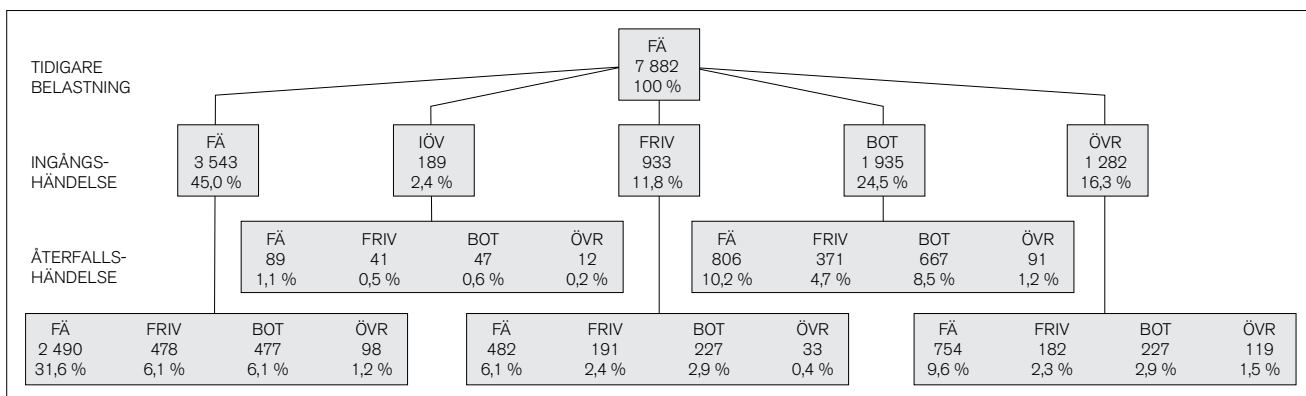 FÄ
7 882
100 %
TIDIGARE
BELASTNING
FÄ
3 543
45,0 %
IÖV
189
2,4 %
FRIV
933
11,8 %
BOT
1 935
24,5 %
ÖVR
1 282
16,3 %
INGÅNGS-
HÄNDELSE
ÅTERFALLS-
HÄNDELSE
FÄ FRIV BOT ÖVR
89 41 47 12
1,1 % 0,5 % 0,6 % 0,2 %
FÄ FRIV BOT ÖVR
806 371 667 91
10,2 % 4,7 % 8,5 % 1,2 %
FÄ FRIV BOT ÖVR
2 490 478 477 98
31,6 % 6,1 % 6,1 % 1,2 %
FÄ FRIV BOT ÖVR
482 191 227 33
6,1 % 2,4 % 2,9 % 0,4 %
FÄ FRIV BOT ÖVR
754 182 227 119
9,6 % 2,3 % 2,9 % 1,5 %